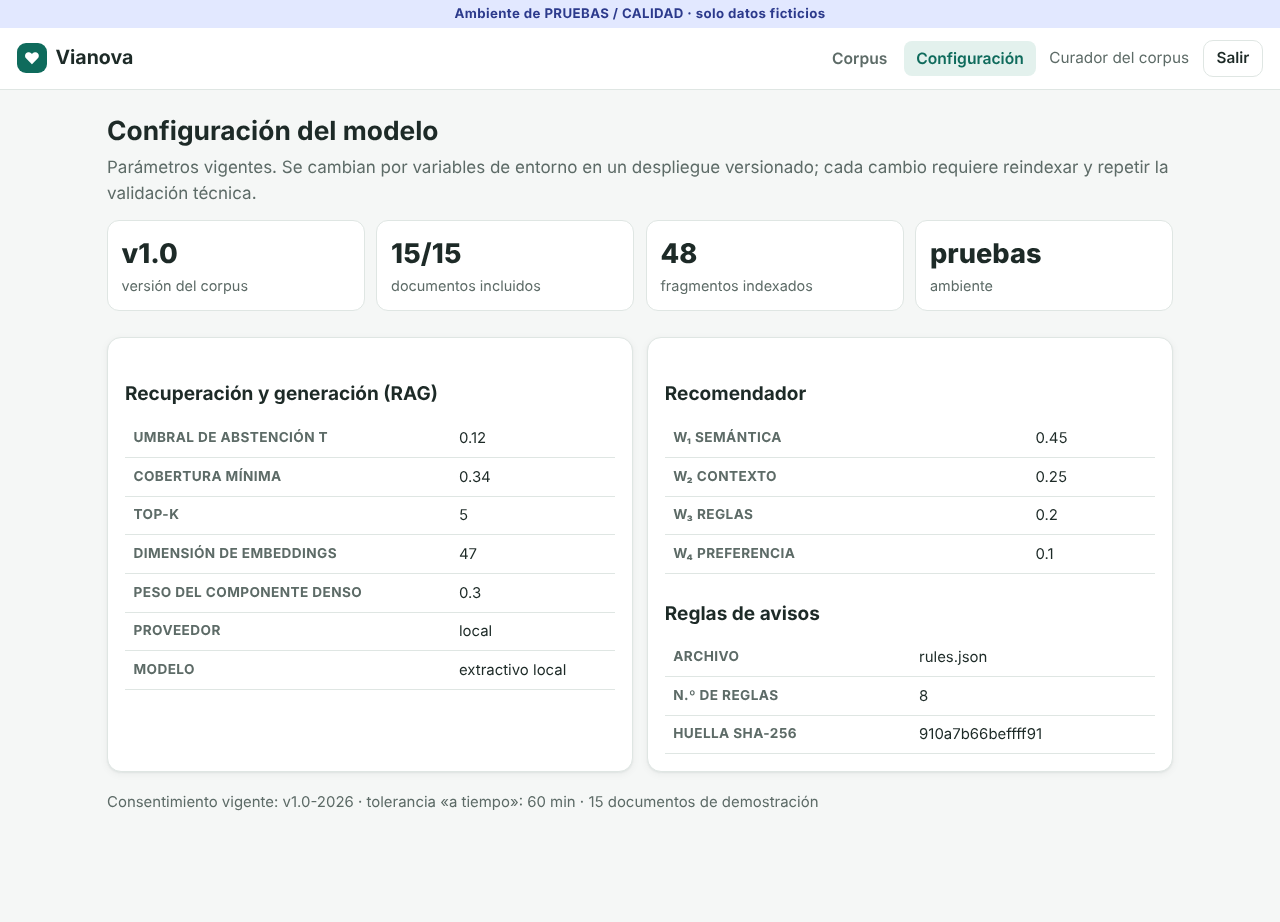 Ambiente de PRUEBAS / CALIDAD · solo datos ficticios
Vianova
Corpus
Configuración
Curador del corpus
Salir
Configuración del modelo
Parámetros vigentes. Se cambian por variables de entorno en un despliegue versionado; cada cambio requiere reindexar y repetir la
validación técnica.
v1.0
versión del corpus
15/15
documentos incluidos
48
fragmentos indexados
pruebas
ambiente
Recuperación y generación (RAG)
UMBRAL DE ABSTENCIÓN T 0.12
COBERTURA MÍNIMA 0.34
TOP-K 5
DIMENSIÓN DE EMBEDDINGS 47
PESO DEL COMPONENTE DENSO 0.3
PROVEEDOR local
MODELO extractivo local
Recomendador
W₁ SEMÁNTICA 0.45
W₂ CONTEXTO 0.25
W₃ REGLAS 0.2
W₄ PREFERENCIA 0.1
Reglas de avisos
ARCHIVO rules.json
N.º DE REGLAS 8
HUELLA SHA-256 910a7b66beffff91
Consentimiento vigente: v1.0-2026 · tolerancia «a tiempo»: 60 min · 15 documentos de demostración